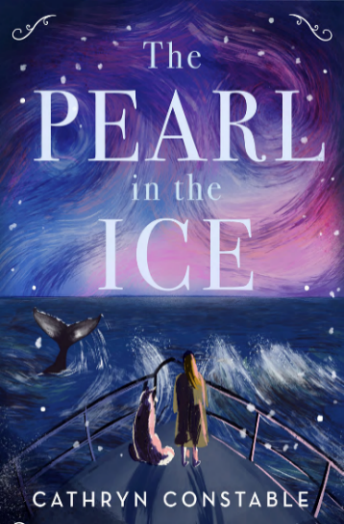 The
PEARL
in the
ICE
CATHRYN CONSTABLE